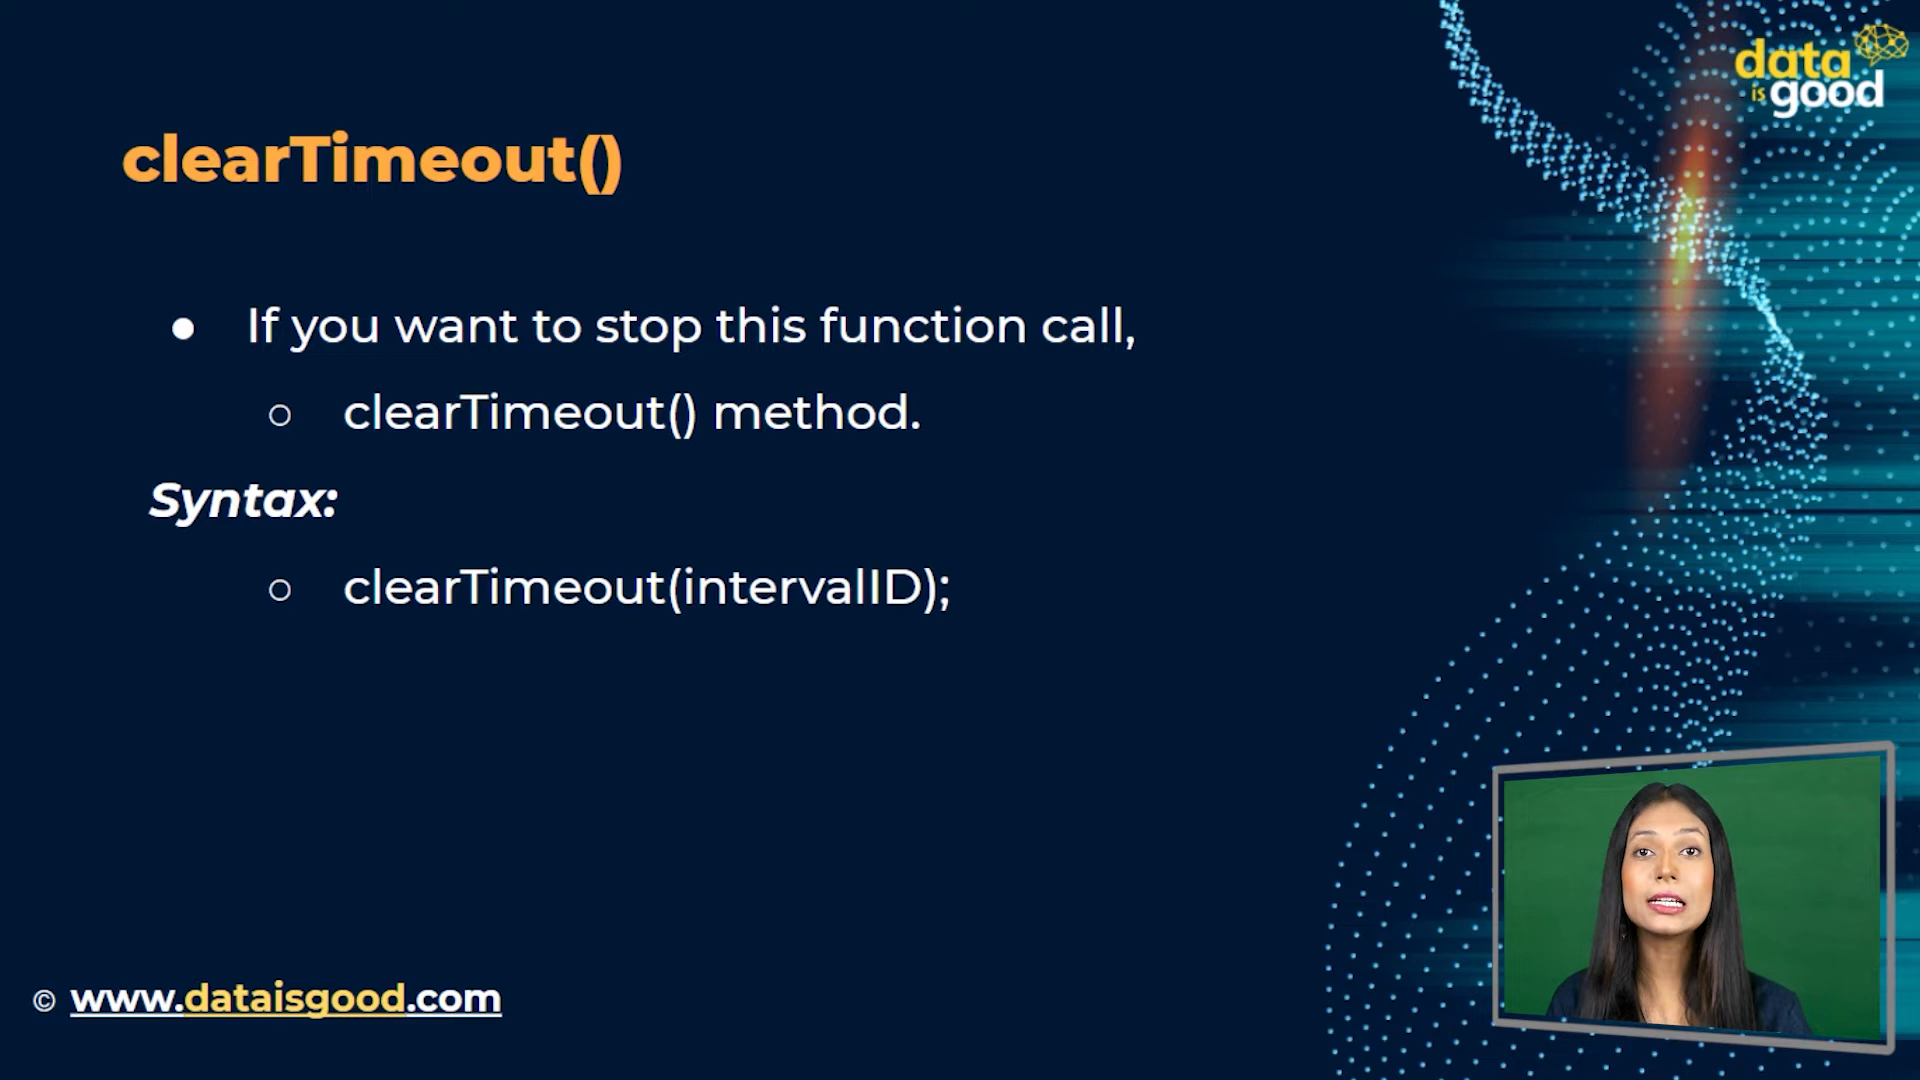 data
is good
clearTimeout()
● If you want to stop this function call,
○ clearTimeout() method.
Syntax:
○ clearTimeout(intervalID);
© www.dataisgood.com